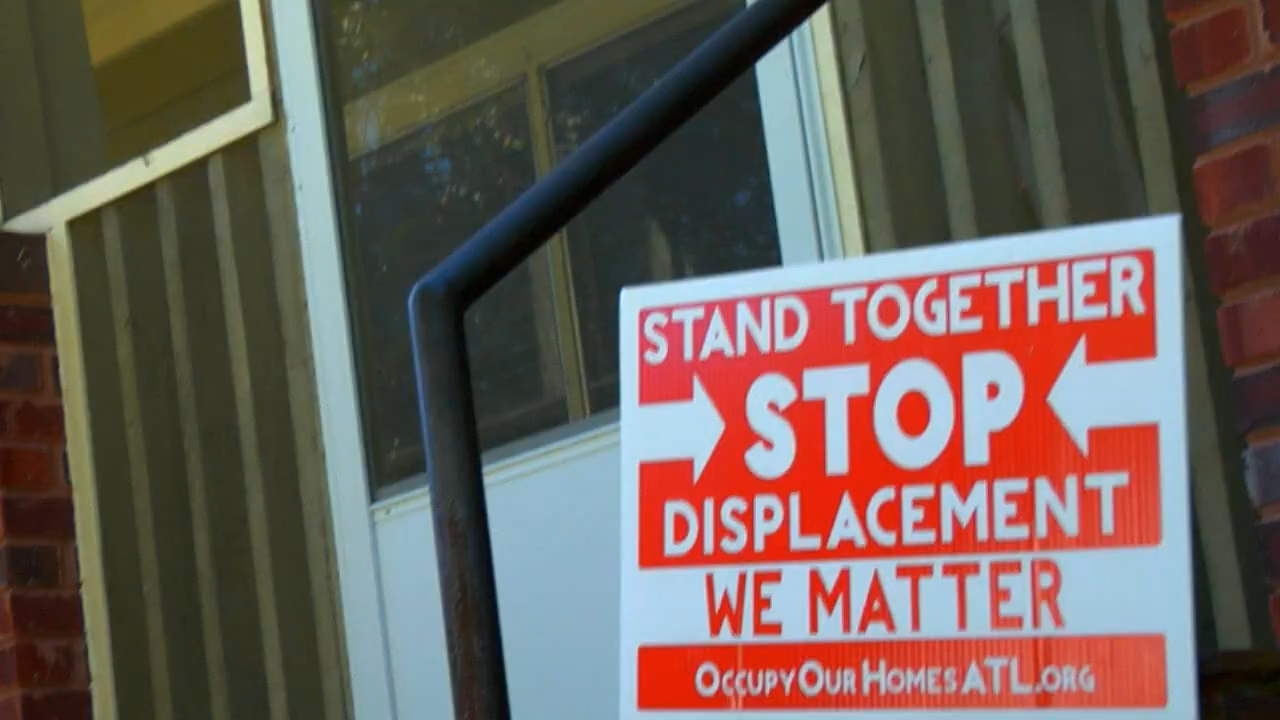 STAND TOGETHER
STOP
DISPLACEMENT
WE MATTER
OCCUPYOURHOMESATL.ORG